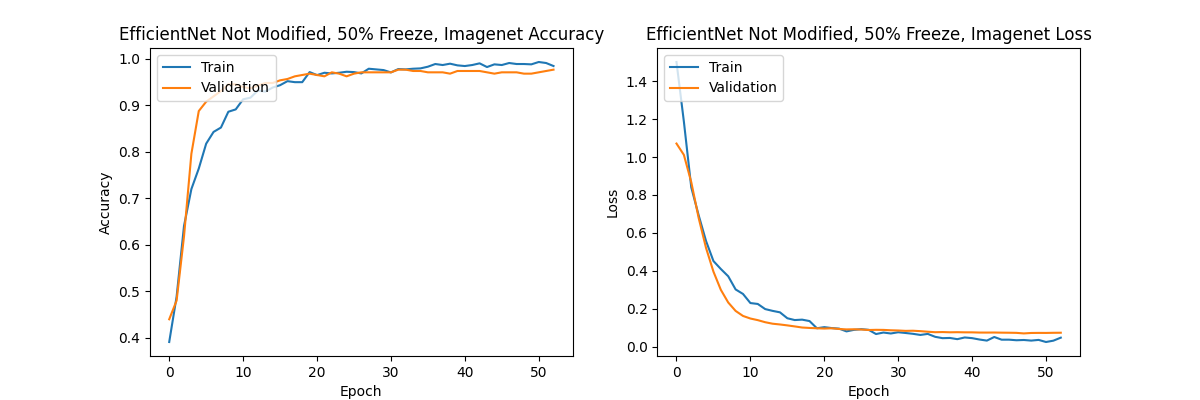 EfficientNet Not Modified, 50% Freeze, Imagenet Accuracy
Train
Validation
1.0
0.9
0.8
0.7
0.6
0.5
0.4
Accuracy
0
10
20
30
40
50
Epoch
EfficientNet Not Modified, 50% Freeze, Imagenet Loss
Train
Validation
1.4
1.2
1.0
0.8
0.6
0.4
0.2
0.0
Loss
0
10
20
30
40
50
Epoch